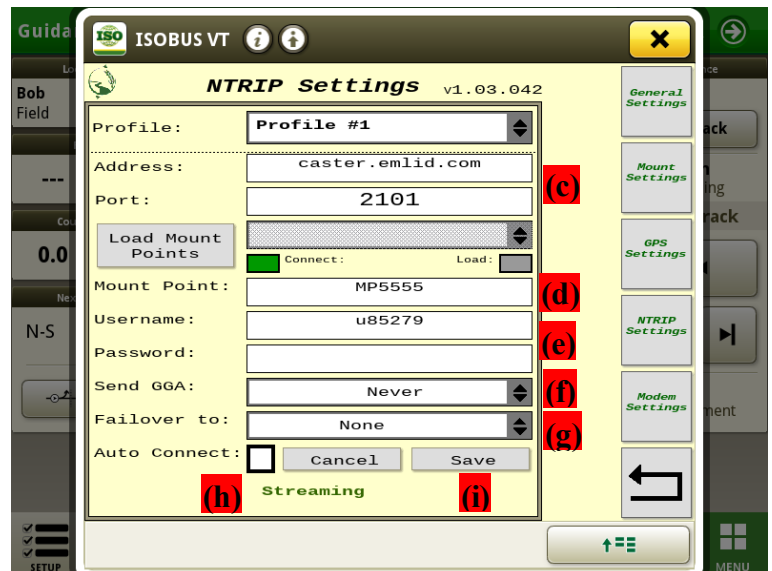 Guida
ISO
ISOBUS VT
i
NTRIP Settings v1.03.042
Bob
Field
Profile: Profile #1
General Settings
ack
Address: caster.emlid.com
(c)
Mount Settings
---
Port: 2101
ing
rack
Load Mount Points
GPS Settings
0.0
Connect: Load:
Mount Point: MP5555
(d)
N-S
Username: u85279
NTRIP Settings
(e)
Password:
Send GGA: Never
(f)
Modem Settings
Failover to: None
(g)
ment
Auto Connect: Cancel Save
(h)
Streaming
(i)
SETUP
MENU